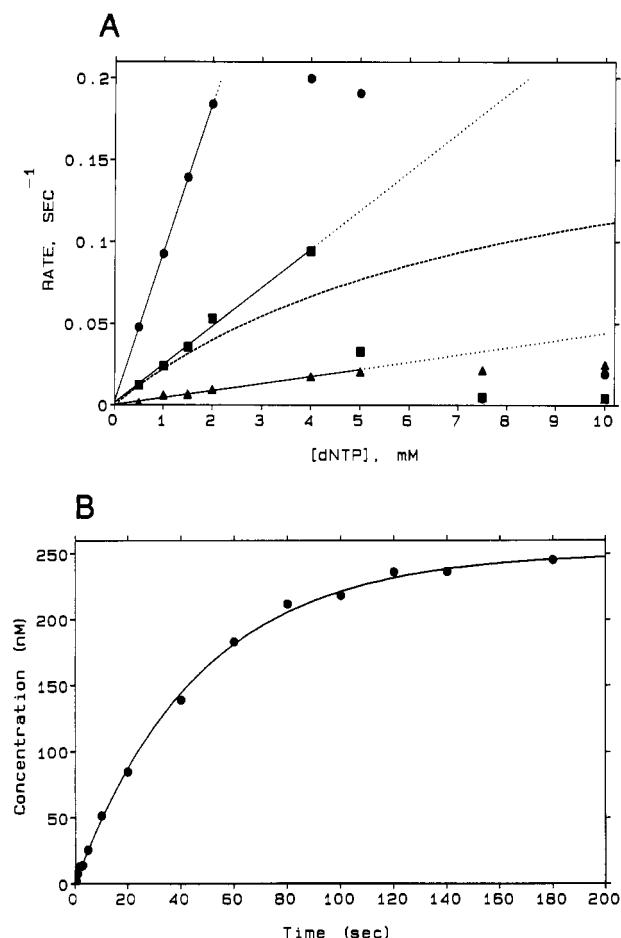 A
RATE, SEC⁻¹
0.2
0.15
0.1
0.05
0
0 1 2 3 4 5 6 7 8 9 10
[dNTP], mM
B
Concentration (nM)
250
200
150
100
50
0
0 20 40 60 80 100 120 140 160 180 200
Time (sec)